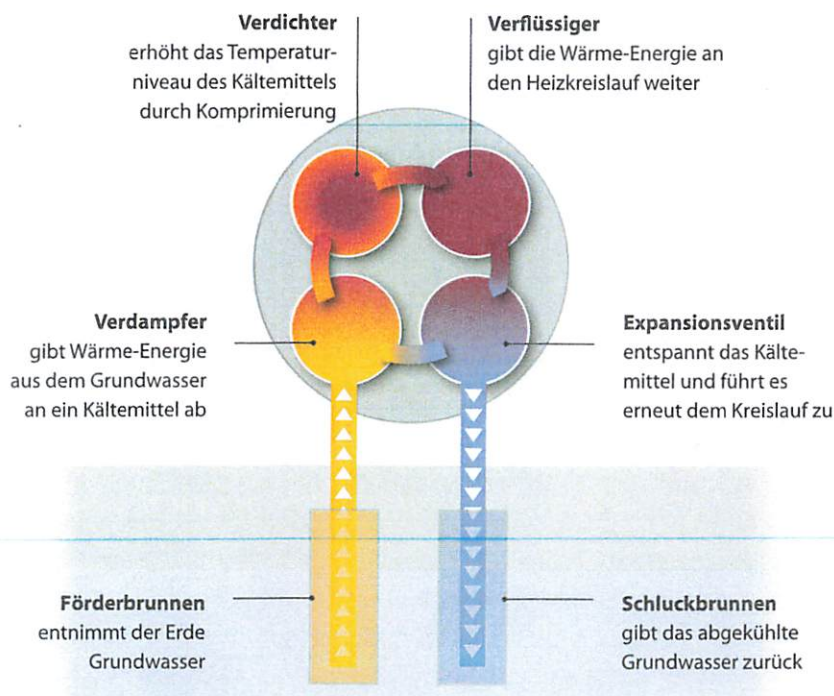 Verdichter
erhöht das Temperatur-
niveau des Kältemittels
durch Komprimierung
Verflüssiger
gibt die Wärme-Energie an
den Heizkreislauf weiter
Verdampfer
gibt Wärme-Energie
aus dem Grundwasser
an ein Kältemittel ab
Expansionsventil
entspannt das Kälte-
mittel und führt es
erneut dem Kreislauf zu
Förderbrunnen
entnimmt der Erde
Grundwasser
Schluckbrunnen
gibt das abgekühlte
Grundwasser zurück